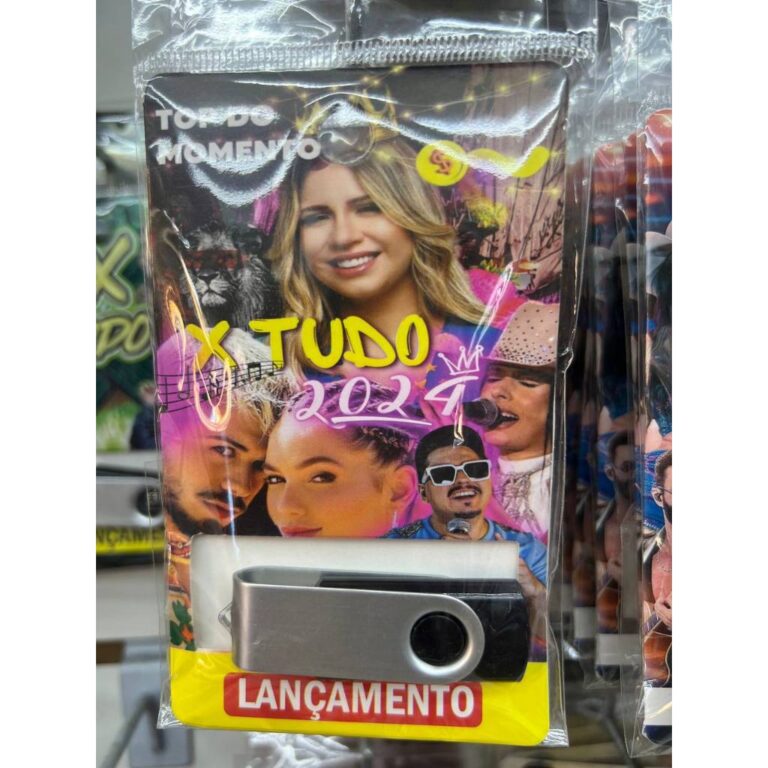 TOP DO
MOMENTO
X TUDO
2024
LANÇAMENTO
X